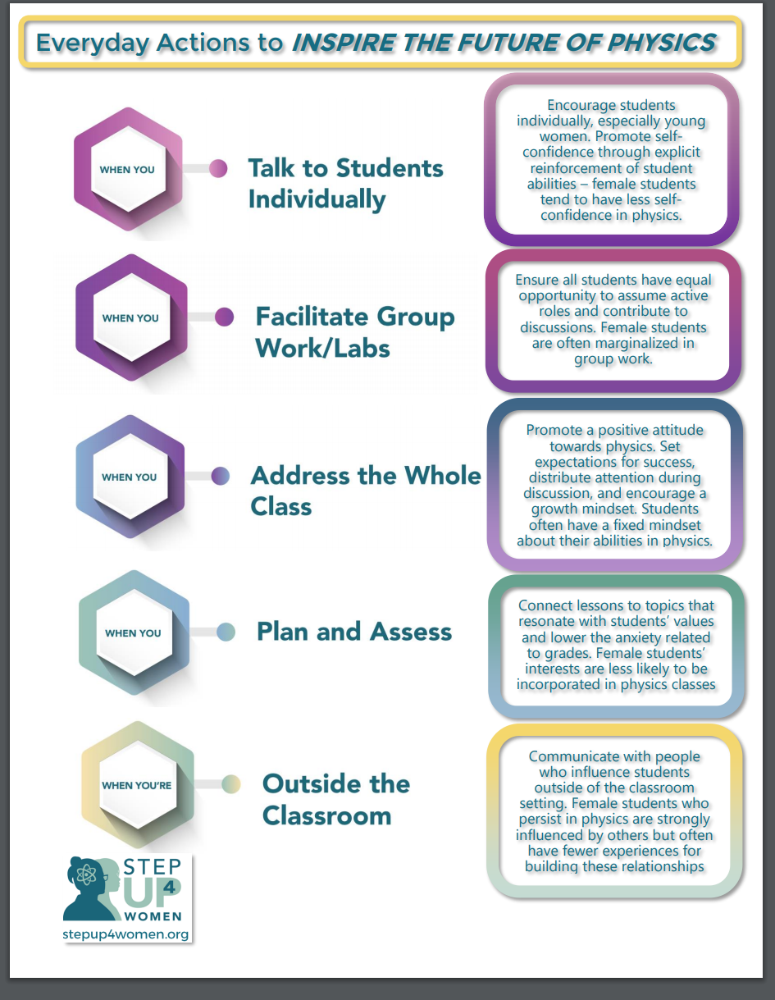 Everyday Actions to INSPIRE THE FUTURE OF PHYSICS
WHEN YOU
Talk to Students
Individually
Encourage students
individually, especially young
women. Promote self-
confidence through explicit
reinforcement of student
abilities – female students
tend to have less self-
confidence in physics.
WHEN YOU
Facilitate Group
Work/Labs
Ensure all students have equal
opportunity to assume active
roles and contribute to
discussions. Female students
are often marginalized in
group work.
WHEN YOU
Address the Whole
Class
Promote a positive attitude
towards physics. Set
expectations for success,
distribute attention during
discussion, and encourage a
growth mindset. Students
often have a fixed mindset
about their abilities in physics.
WHEN YOU
Plan and Assess
Connect lessons to topics that
resonate with students’ values
and lower the anxiety related
to grades. Female students’
interests are less likely to be
incorporated in physics classes
WHEN YOU’RE
Outside the
Classroom
Communicate with people
who influence students
outside of the classroom
setting. Female students who
persist in physics are strongly
influenced by others but often
have fewer experiences for
building these relationships
STEP
UP4
WOMEN
stepup4women.org